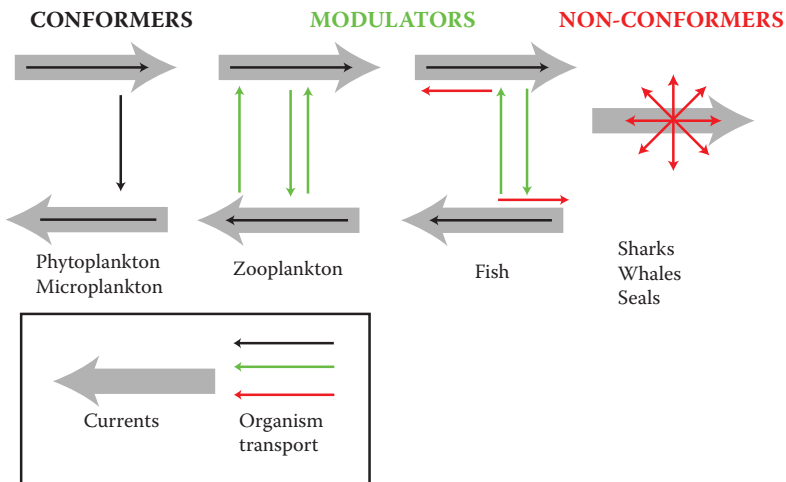 CONFORMERS
MODULATORS
NON-CONFORMERS
Phytoplankton
Microplankton
Zooplankton
Fish
Sharks
Whales
Seals
Currents
Organism
transport